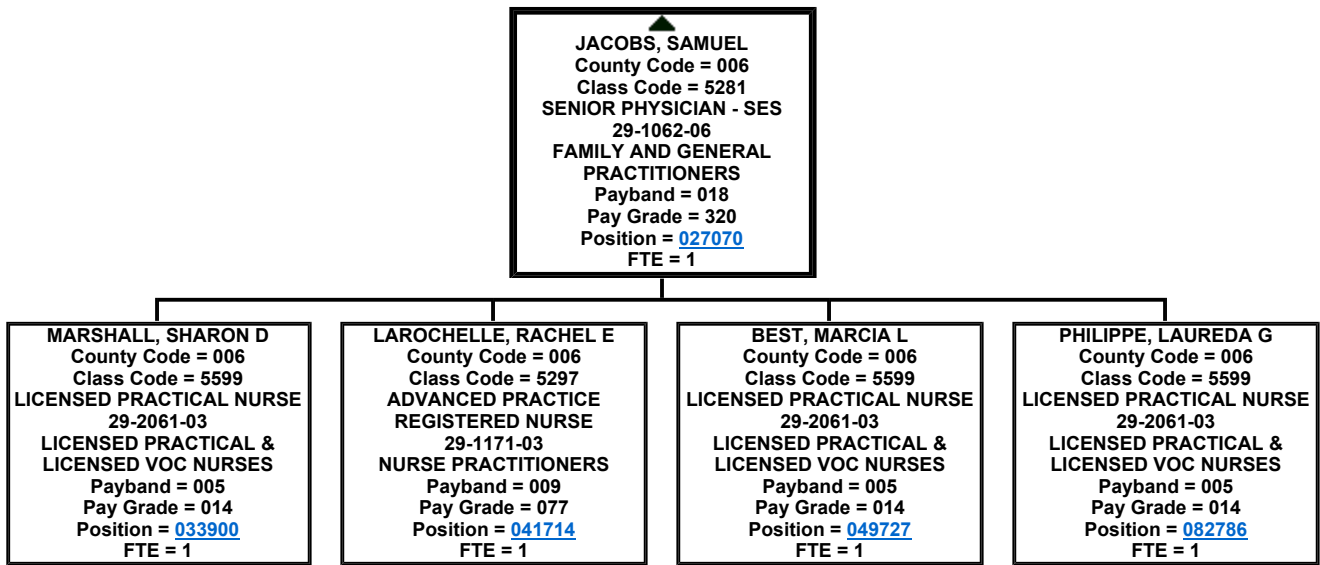 JACOBS, SAMUEL
County Code = 006
Class Code = 5281
SENIOR PHYSICIAN - SES
29-1062-06
FAMILY AND GENERAL
PRACTITIONERS
Payband = 018
Pay Grade = 320
Position = 027070
FTE = 1
MARSHALL, SHARON D
County Code = 006
Class Code = 5599
LICENSED PRACTICAL NURSE
29-2061-03
LICENSED PRACTICAL &
LICENSED VOC NURSES
Payband = 005
Pay Grade = 014
Position = 033900
FTE = 1
LAROCHELLE, RACHEL E
County Code = 006
Class Code = 5297
ADVANCED PRACTICE
REGISTERED NURSE
29-1171-03
NURSE PRACTITIONERS
Payband = 009
Pay Grade = 077
Position = 041714
FTE = 1
BEST, MARCIA L
County Code = 006
Class Code = 5599
LICENSED PRACTICAL NURSE
29-2061-03
LICENSED PRACTICAL &
LICENSED VOC NURSES
Payband = 005
Pay Grade = 014
Position = 049727
FTE = 1
PHILIPPE, LAUREDA G
County Code = 006
Class Code = 5599
LICENSED PRACTICAL NURSE
29-2061-03
LICENSED PRACTICAL &
LICENSED VOC NURSES
Payband = 005
Pay Grade = 014
Position = 082786
FTE = 1